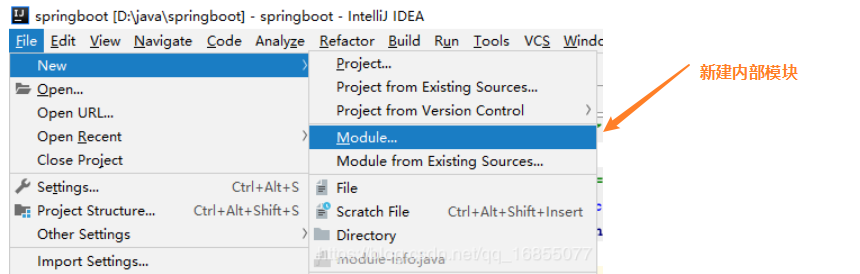 springboot [D:\java\springboot] - springboot - IntelliJ IDEA
File Edit View Navigate Code Analyze Refactor Build Run Tools VCS Windo
New
Project...
Open...
Project from Existing Sources...
Open URL...
Project from Version Control
Open Recent
Module...
Close Project
Module from Existing Sources...
Settings... Ctrl+Alt+S
File
Project Structure... Ctrl+Alt+Shift+S
Scratch File Ctrl+Alt+Shift+Insert
Other Settings
Directory
Import Settings...
module-info.java
新建内部模块
https://blog.csdn.net/qq_16855077